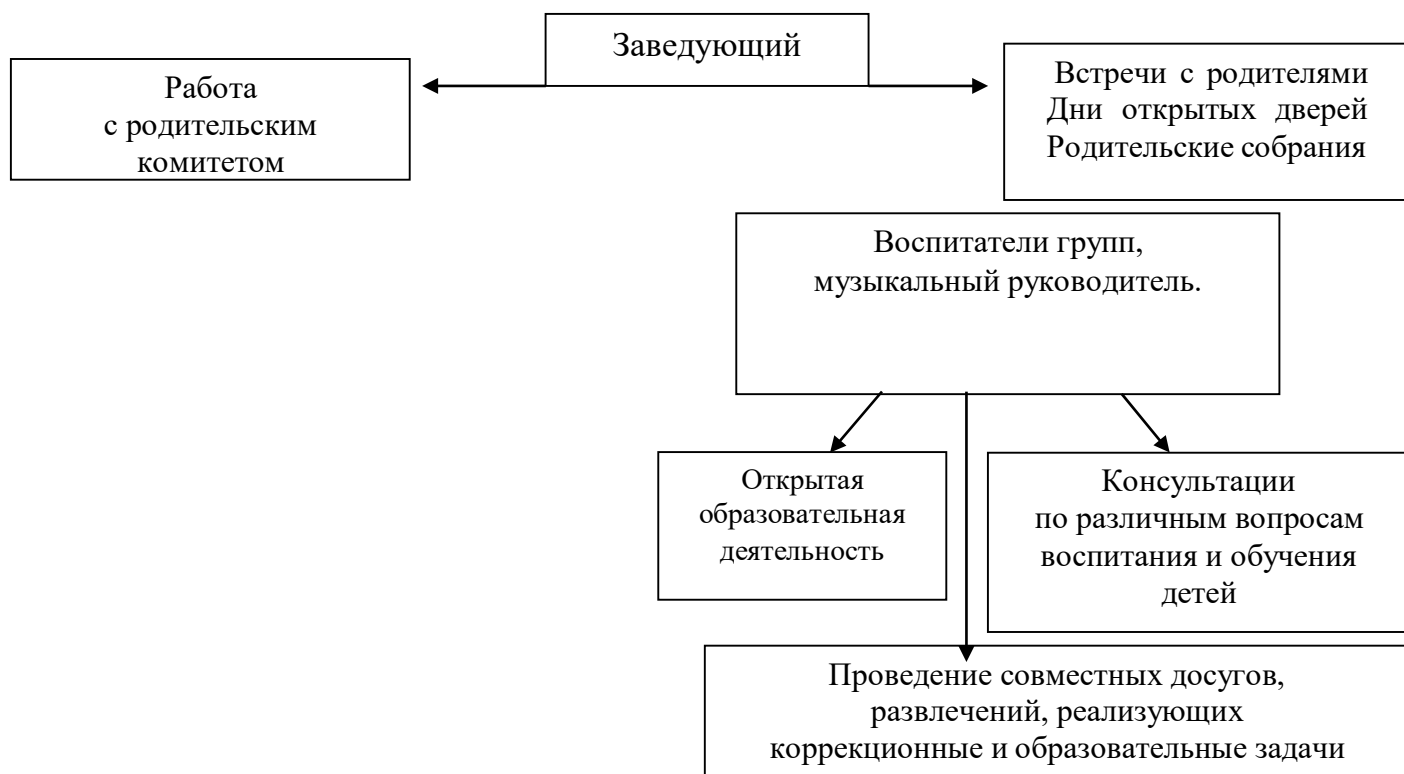 Заведующий
Работа
с родительским
комитетом
Встречи с родителями
Дни открытых дверей
Родительские собрания
Воспитатели групп,
музыкальный руководитель.
Открытая
образовательная
деятельность
Консультации
по различным вопросам
воспитания и обучения
детей
Проведение совместных досугов,
развлечений, реализующих
коррекционные и образовательные задачи